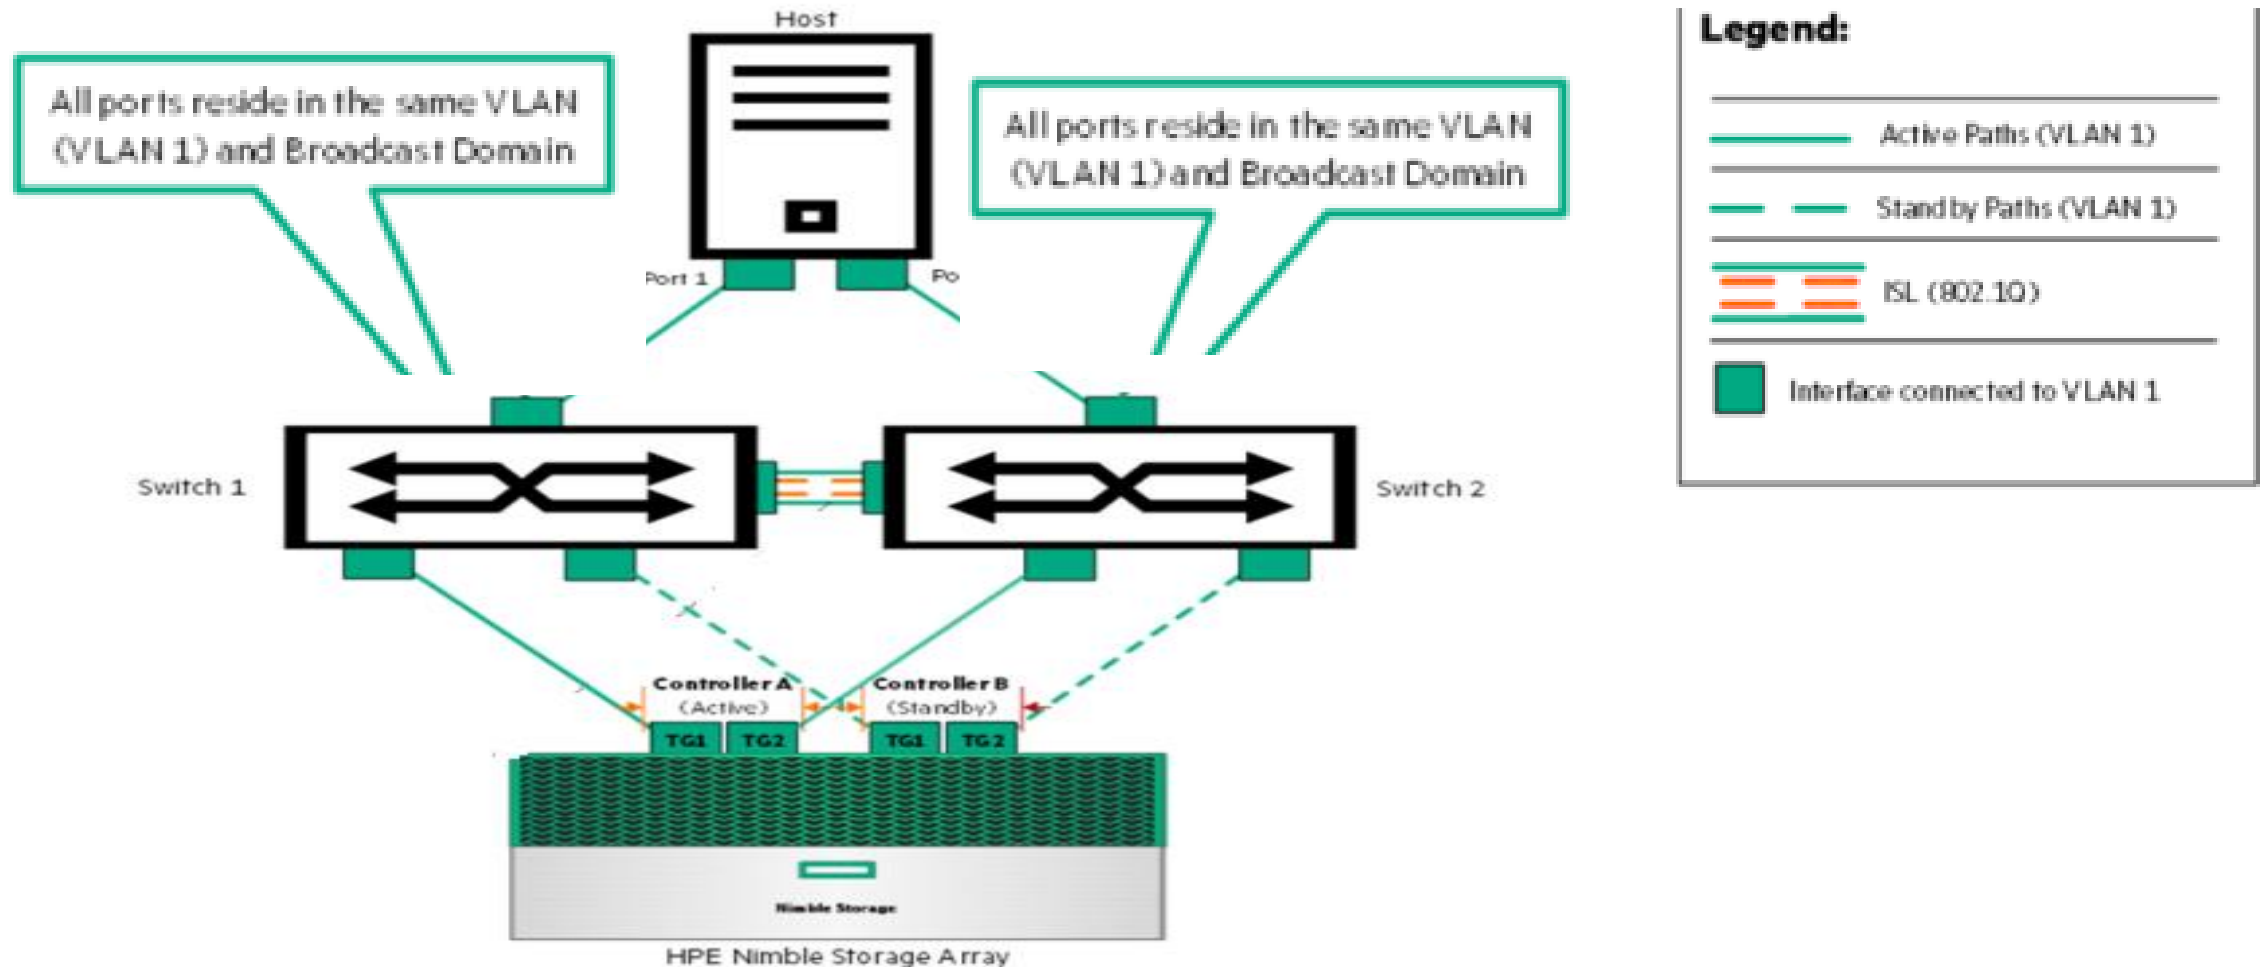 Host
All ports reside in the same VLAN
(VLAN 1) and Broadcast Domain
All ports reside in the same VLAN
(VLAN 1) and Broadcast Domain
Port 1
Po
Legend:
Active Paths (VLAN 1)
Standby Paths (VLAN 1)
ISL (802.1Q)
Interface connected to VLAN 1
Switch 1
Switch 2
Controller A
(Active)
Controller B
(Standby)
TG1
TG2
TG1
TG2
Nimble Storage
HPE Nimble Storage Array